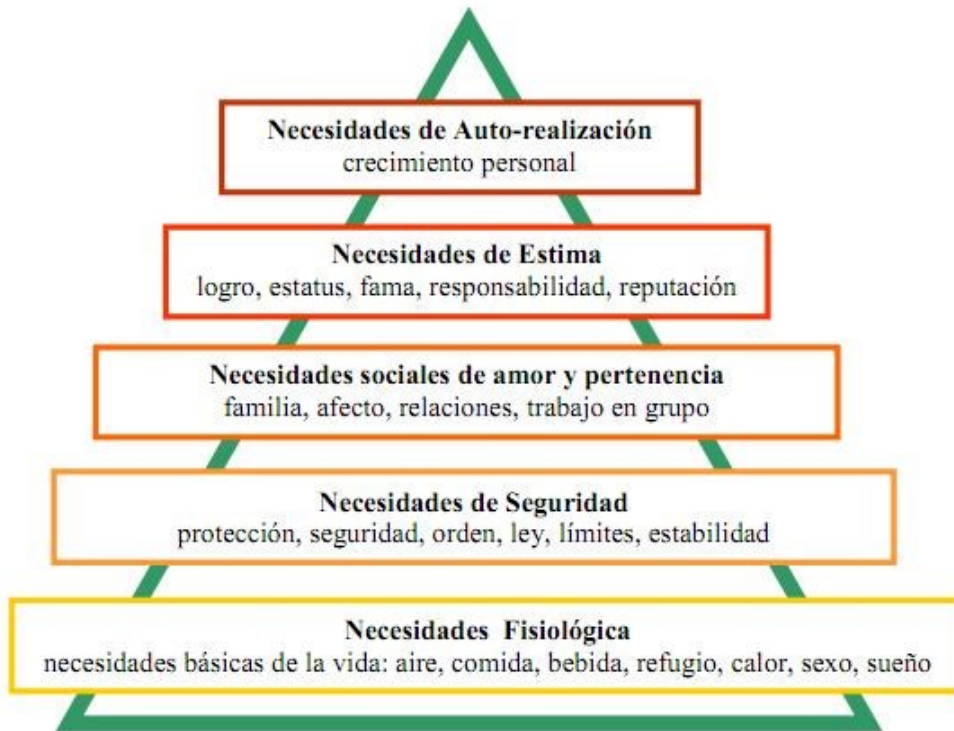 Necesidades de Auto-realización
crecimiento personal
Necesidades de Estima
logro, estatus, fama, responsabilidad, reputación
Necesidades sociales de amor y pertenencia
familia, afecto, relaciones, trabajo en grupo
Necesidades de Seguridad
protección, seguridad, orden, ley, límites, estabilidad
Necesidades Fisiológica
necesidades básicas de la vida: aire, comida, bebida, refugio, calor, sexo, sueño